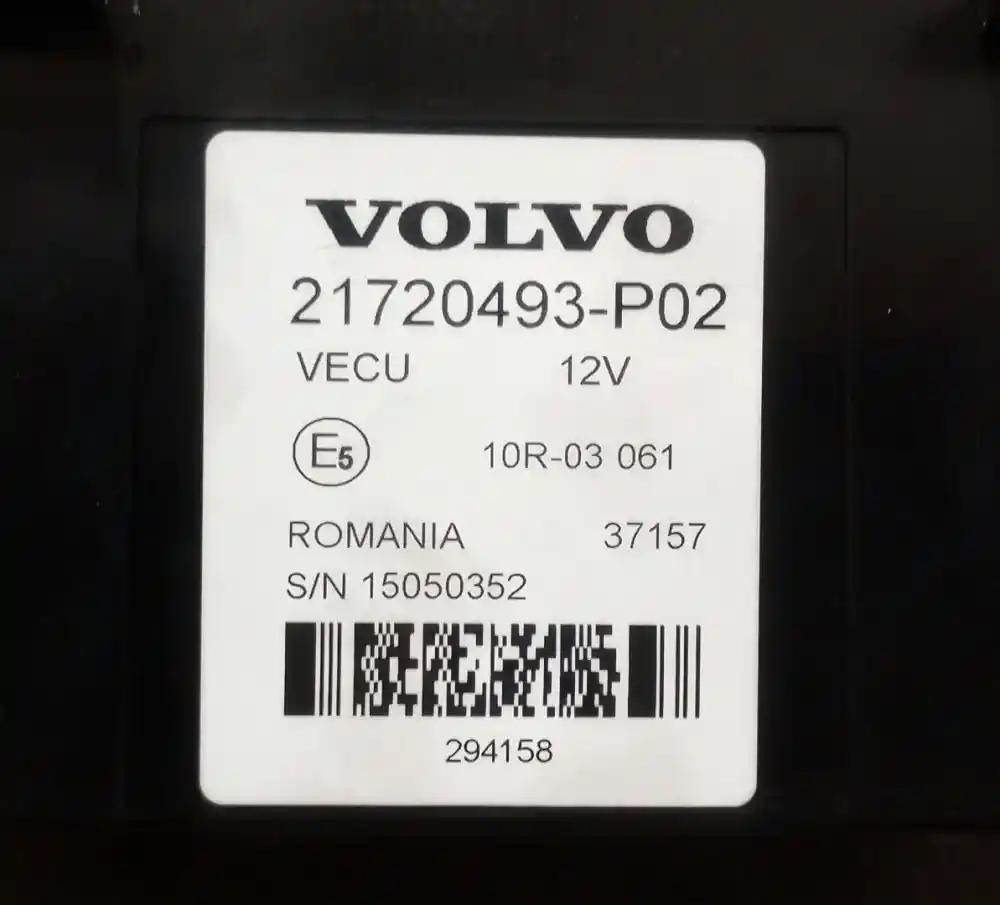 VOLVO
21720493-P02
VECU 12V
E5 10R-03 061
ROMANIA 37157
S/N 15050352
294158